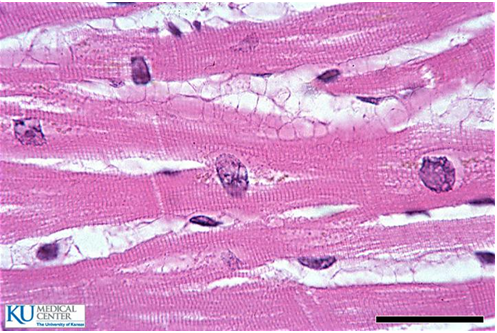 KU MEDICAL
CENTER
The University of Kansas